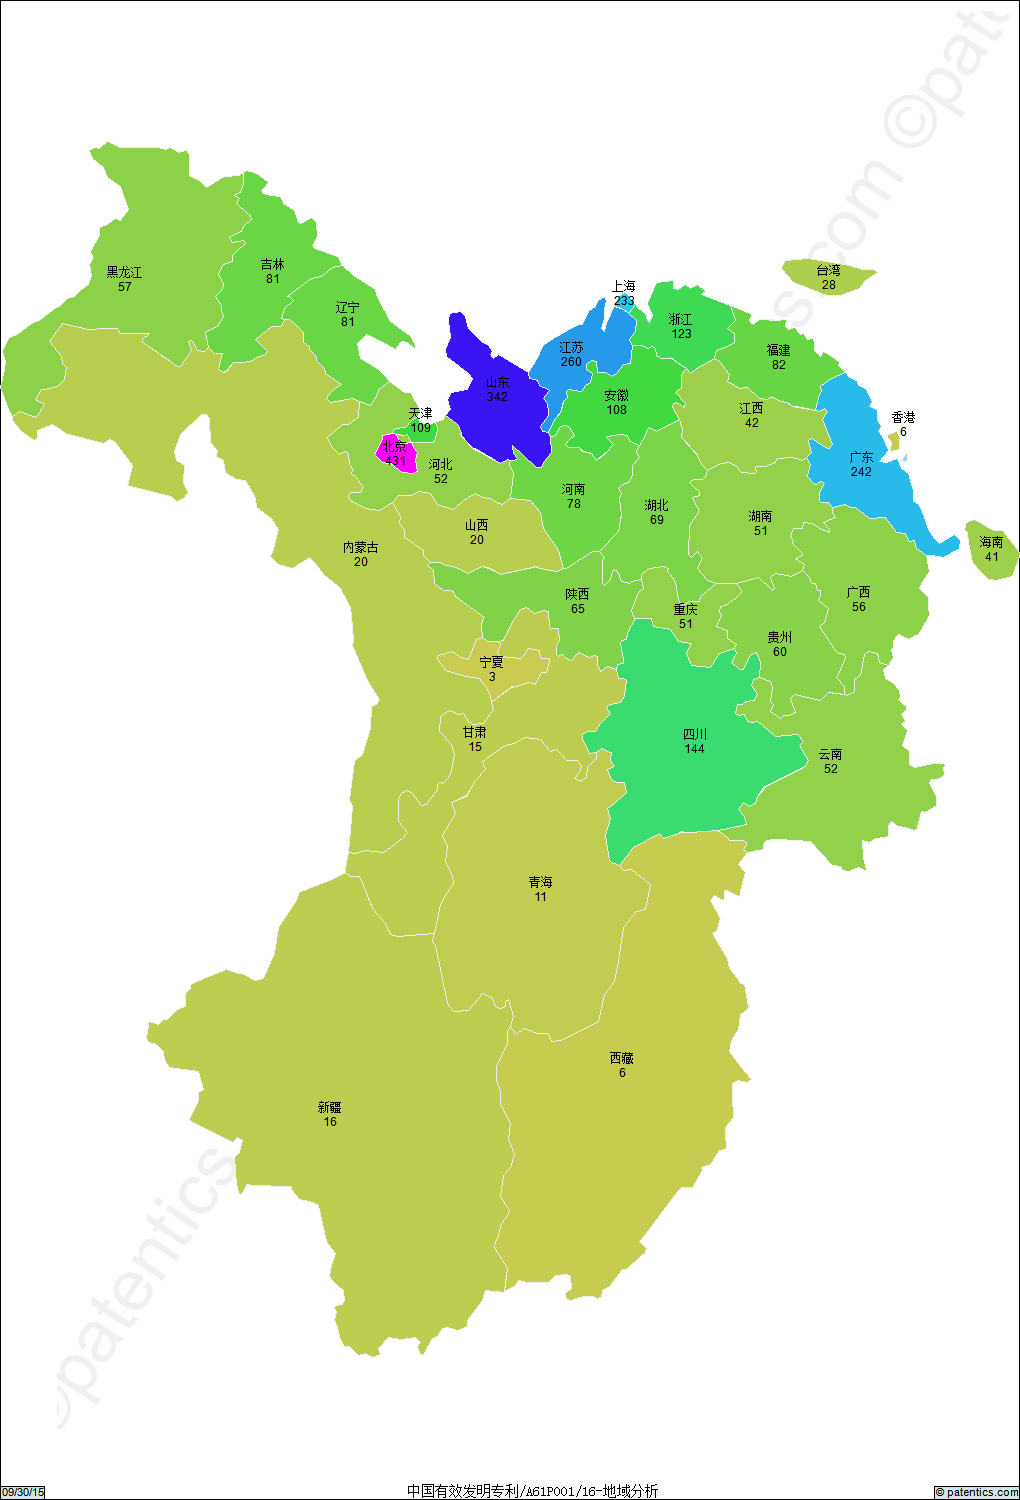 ©patentics.com ©pate
台湾
28
黑龙江
57
吉林
81
辽宁
81
上海
233
浙江
123
江苏
260
福建
82
山东
342
安徽
108
江西
42
天津
109
香港
6
北京
431
河北
52
广东
242
河南
78
湖北
69
湖南
51
山西
20
内蒙古
20
海南
41
陕西
65
重庆
51
广西
56
贵州
60
宁夏
3
甘肃
15
四川
144
云南
52
青海
11
西藏
6
新疆
16
09/30/15
中国有效发明专利/A61P001/16-地域分析
© patentics.com